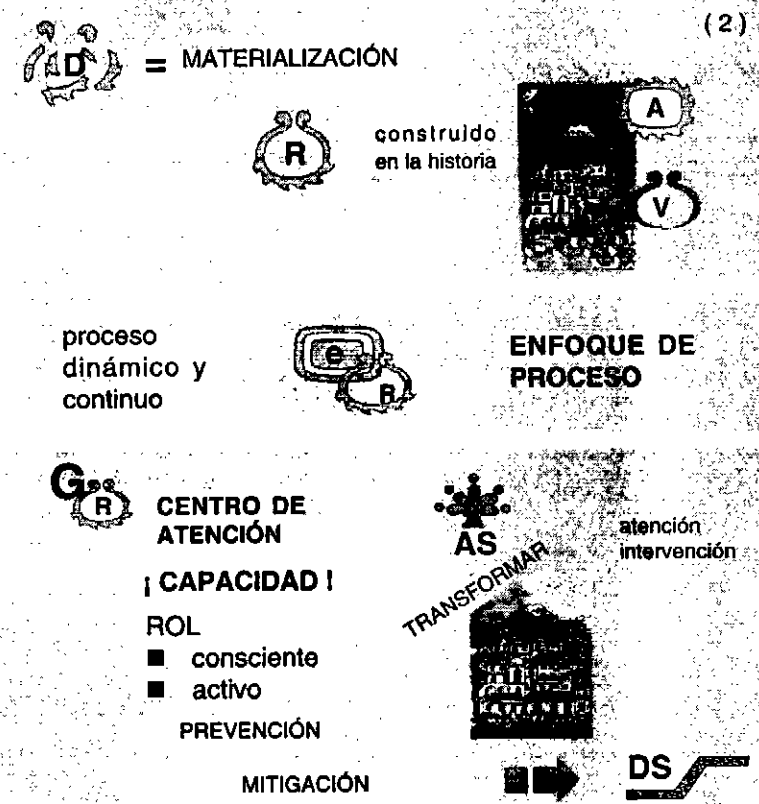 (2)
D = MATERIALIZACIÓN
R
construido
en la historia
A
V
proceso
dinámico y
continuo
e
R
ENFOQUE DE
PROCESO
G
R
CENTRO DE
ATENCIÓN
¡ CAPACIDAD !
ROL
■ consciente
■ activo
PREVENCIÓN
MITIGACIÓN
AS
atención
intervención
TRANSFORMAR
DS